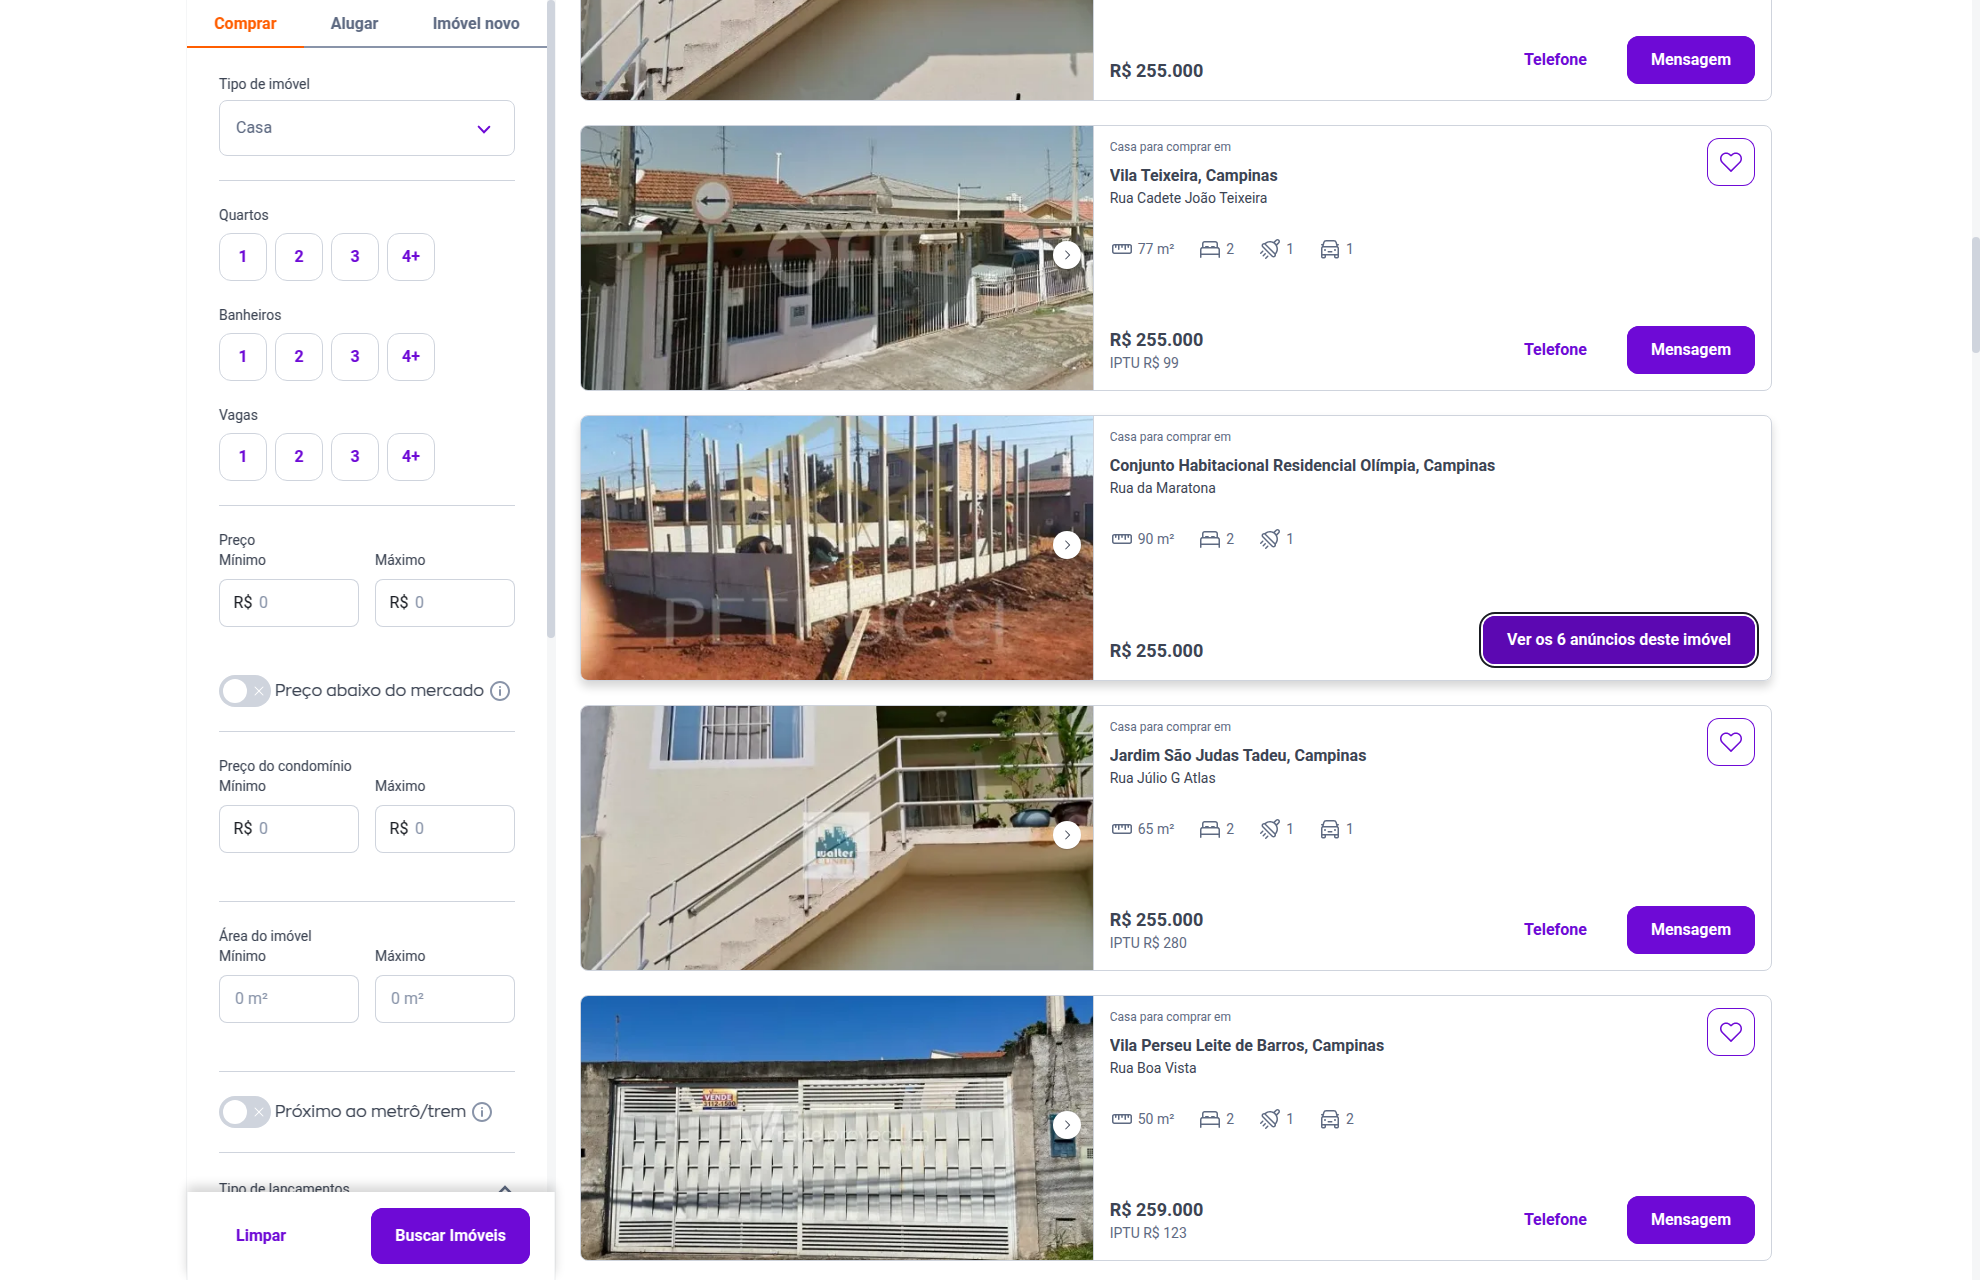 Comprar
Alugar
Imóvel novo
Tipo de imóvel
Casa
Quartos
1
2
3
4+
Banheiros
1
2
3
4+
Vagas
1
2
3
4+
Preço
Mínimo
Máximo
R$ 0
R$ 0
Preço abaixo do mercado
Preço do condomínio
Mínimo
Máximo
R$ 0
R$ 0
Área do imóvel
Mínimo
Máximo
0 m²
0 m²
Próximo ao metrô/trem
Tipo de lançamentos
Limpar
Buscar Imóveis
R$ 255.000
Telefone
Mensagem
Casa para comprar em
Vila Teixeira, Campinas
Rua Cadete João Teixeira
77 m²
2
1
1
R$ 255.000
IPTU R$ 99
Telefone
Mensagem
Casa para comprar em
Conjunto Habitacional Residencial Olímpia, Campinas
Rua da Maratona
90 m²
2
1
R$ 255.000
Ver os 6 anúncios deste imóvel
PETRUCCI
Casa para comprar em
Jardim São Judas Tadeu, Campinas
Rua Júlio G Atlas
65 m²
2
1
1
R$ 255.000
IPTU R$ 280
Telefone
Mensagem
walter
Casa para comprar em
Vila Perseu Leite de Barros, Campinas
Rua Boa Vista
50 m²
2
1
2
R$ 259.000
IPTU R$ 123
Telefone
Mensagem
VENDE